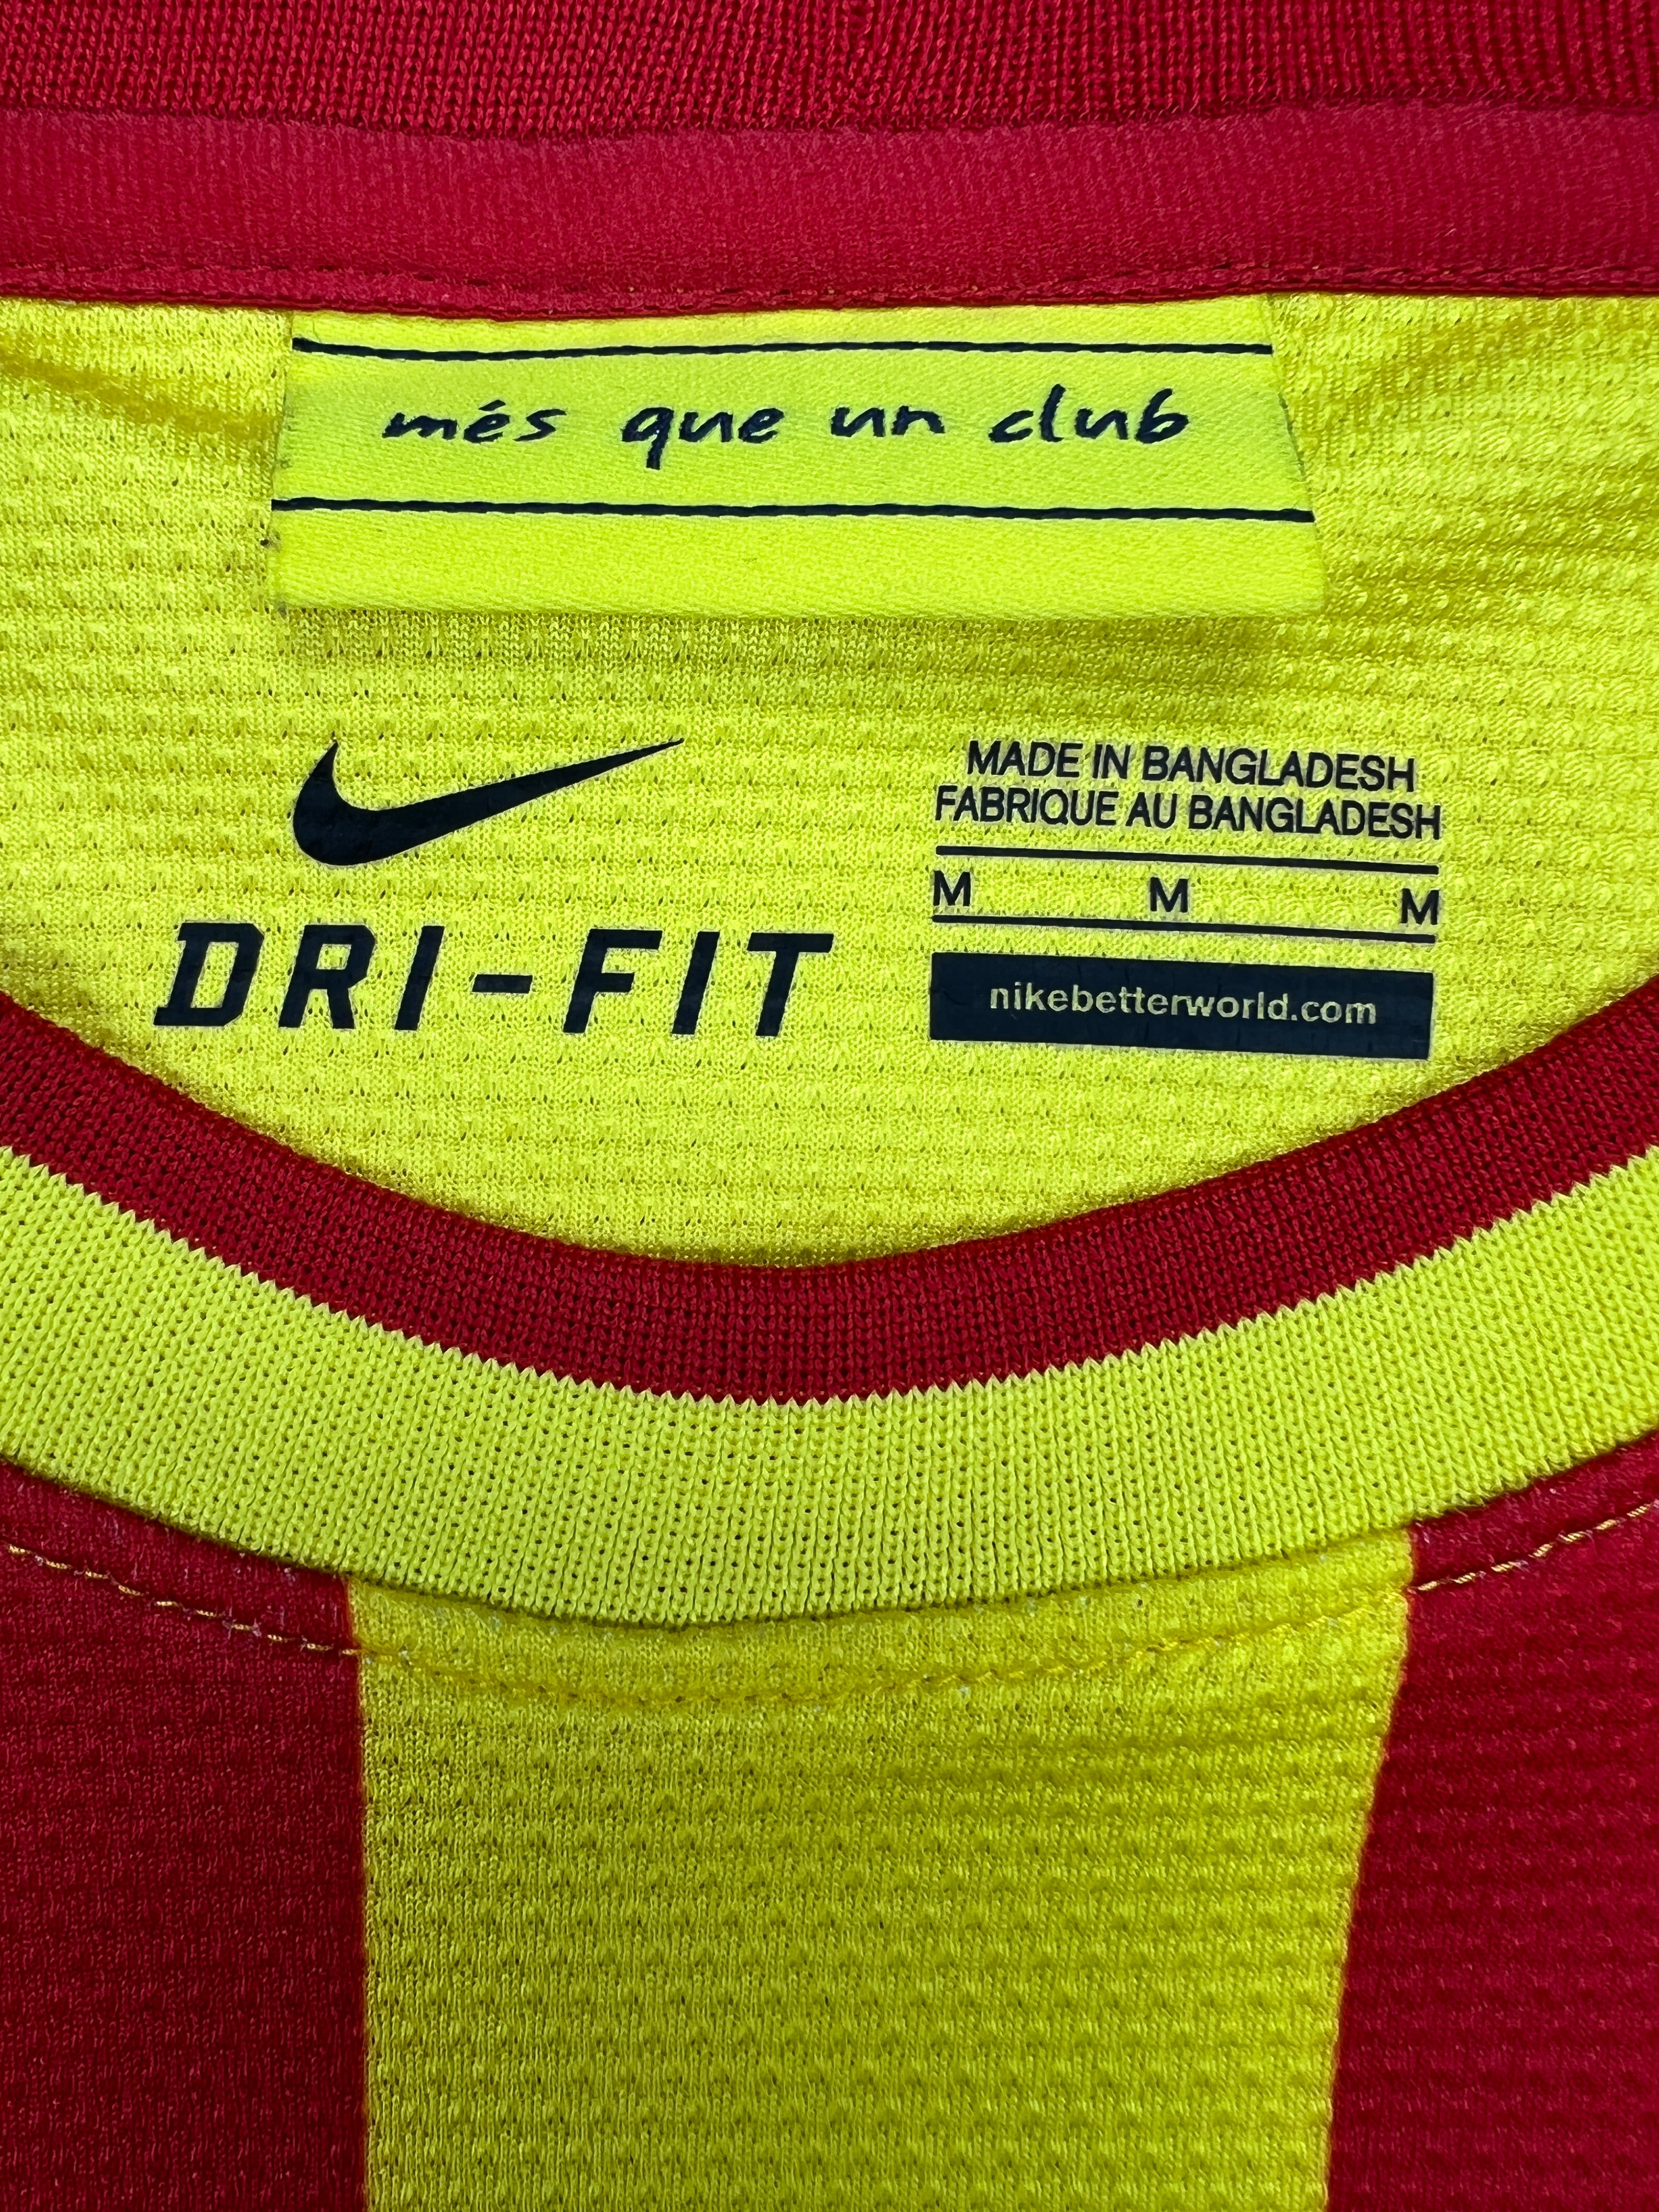 més que un club
DRI-FIT
MADE IN BANGLADESH
FABRIQUE AU BANGLADESH
M M M
nikebetterworld.com